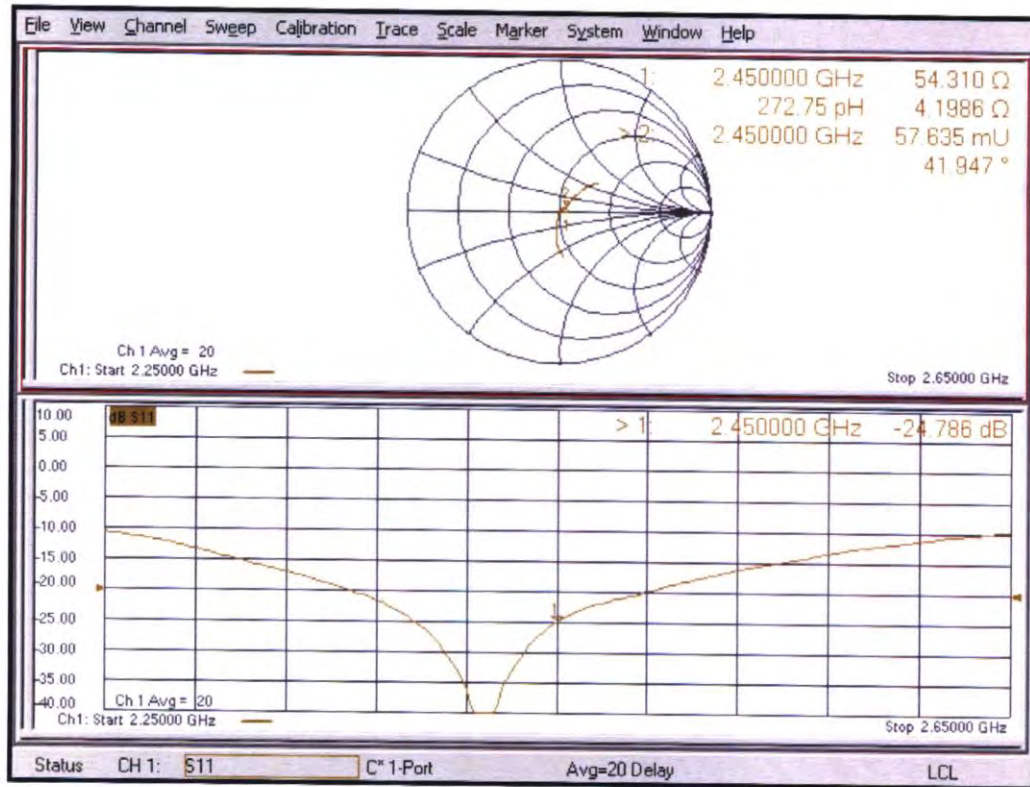 File View Channel Sweep Calibration Trace Scale Marker System Window Help
1: 2.450000 GHz 54.310 Ω
272.75 pH 4.1986 Ω
> 2: 2.450000 GHz 57.635 mU
41.947 °
2
1
Ch 1 Avg = 20
Ch1: Start 2.25000 GHz
Stop 2.65000 GHz
10.00
dB S11
> 1: 2.450000 GHz -24.786 dB
5.00
0.00
-5.00
-10.00
-15.00
-20.00
-25.00
1
-30.00
-35.00
-40.00
Ch 1 Avg = 20
Ch1: Start 2.25000 GHz
Stop 2.65000 GHz
Status CH 1: S11 C* 1-Port Avg=20 Delay LCL